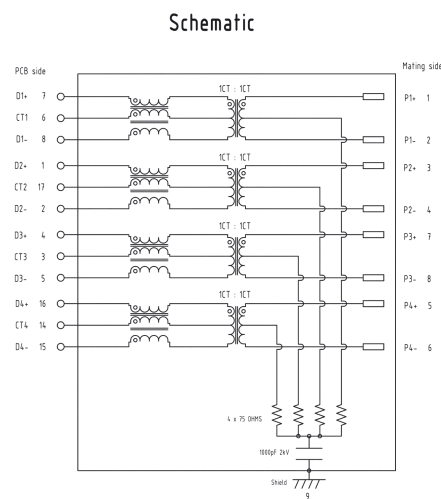 Schematic
PCB side
Mating side
1CT : 1CT
D1+ 7
P1+ 1
CT1 6
D1- 8
P1- 2
1CT : 1CT
D2+ 1
P2+ 3
CT2 17
D2- 2
P2- 4
1CT : 1CT
D3+ 4
P3+ 7
CT3 3
D3- 5
P3- 8
1CT : 1CT
D4+ 16
P4+ 5
CT4 14
D4- 15
P4- 6
4 x 75 OHMS
1000pF 2kV
Shield
9